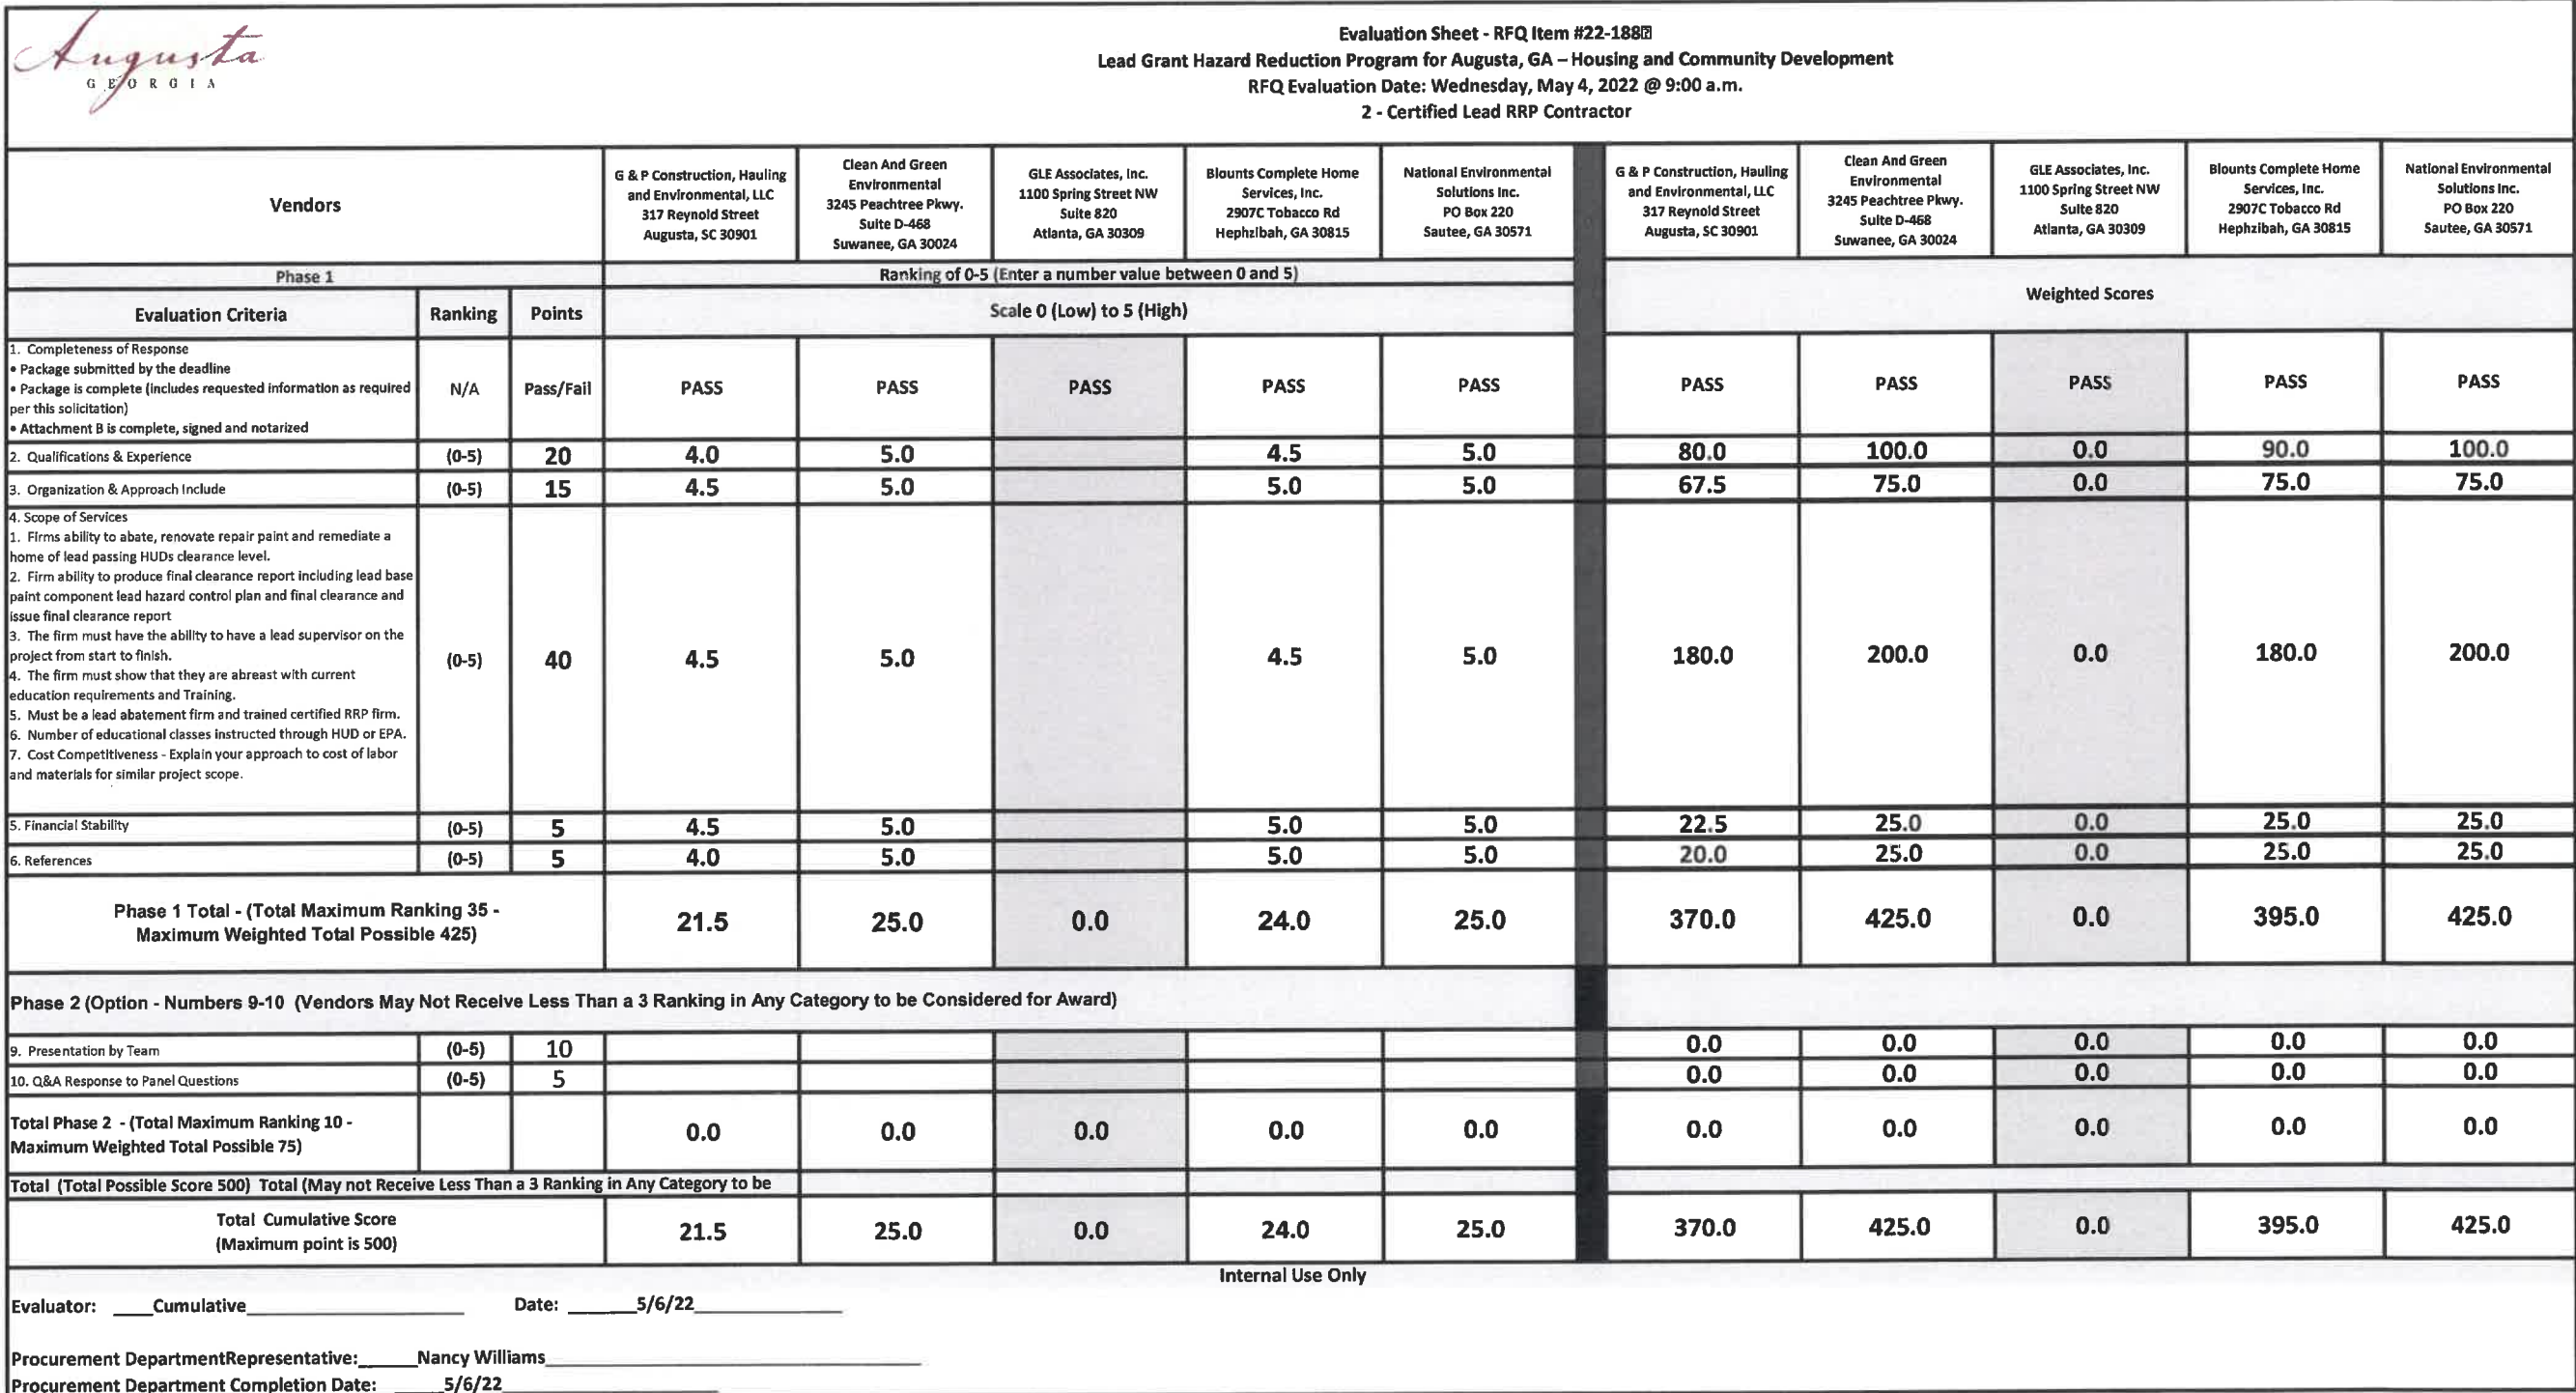 Augusta
GEORGIA
Evaluation Sheet - RFQ Item #22-188
Lead Grant Hazard Reduction Program for Augusta, GA – Housing and Community Development
RFQ Evaluation Date: Wednesday, May 4, 2022 @ 9:00 a.m.
2 - Certified Lead RRP Contractor
Vendors
G & P Construction, Hauling
and Environmental, LLC
317 Reynold Street
Augusta, SC 30901
Clean And Green
Environmental
3245 Peachtree Pkwy.
Suite D-468
Suwanee, GA 30024
GLE Associates, Inc.
1100 Spring Street NW
Suite 820
Atlanta, GA 30309
Blounts Complete Home
Services, Inc.
2907C Tobacco Rd
Hephzibah, GA 30815
National Environmental
Solutions Inc.
PO Box 220
Sautee, GA 30571
G & P Construction, Hauling
and Environmental, LLC
317 Reynold Street
Augusta, SC 30901
Clean And Green
Environmental
3245 Peachtree Pkwy.
Suite D-468
Suwanee, GA 30024
GLE Associates, Inc.
1100 Spring Street NW
Suite 820
Atlanta, GA 30309
Blounts Complete Home
Services, Inc.
2907C Tobacco Rd
Hephzibah, GA 30815
National Environmental
Solutions Inc.
PO Box 220
Sautee, GA 30571
Phase 1
Ranking of 0-5 (Enter a number value between 0 and 5)
Evaluation Criteria Ranking Points
Scale 0 (Low) to 5 (High)
Weighted Scores
1. Completeness of Response
• Package submitted by the deadline
• Package is complete (includes requested information as required
per this solicitation)
• Attachment B is complete, signed and notarized
N/A Pass/Fail PASS PASS PASS PASS PASS PASS PASS PASS PASS PASS
2. Qualifications & Experience (0-5) 20 4.0 5.0 4.5 5.0 80.0 100.0 0.0 90.0 100.0
3. Organization & Approach Include (0-5) 15 4.5 5.0 5.0 5.0 67.5 75.0 0.0 75.0 75.0
4. Scope of Services
1. Firms ability to abate, renovate repair paint and remediate a
home of lead passing HUDs clearance level.
2. Firm ability to produce final clearance report including lead base
paint component lead hazard control plan and final clearance and
issue final clearance report
3. The firm must have the ability to have a lead supervisor on the
project from start to finish.
4. The firm must show that they are abreast with current
education requirements and Training.
5. Must be a lead abatement firm and trained certified RRP firm.
6. Number of educational classes instructed through HUD or EPA.
7. Cost Competitiveness - Explain your approach to cost of labor
and materials for similar project scope.
(0-5) 40 4.5 5.0 4.5 5.0 180.0 200.0 0.0 180.0 200.0
5. Financial Stability (0-5) 5 4.5 5.0 5.0 5.0 22.5 25.0 0.0 25.0 25.0
6. References (0-5) 5 4.0 5.0 5.0 5.0 20.0 25.0 0.0 25.0 25.0
Phase 1 Total - (Total Maximum Ranking 35 -
Maximum Weighted Total Possible 425)
21.5 25.0 0.0 24.0 25.0 370.0 425.0 0.0 395.0 425.0
Phase 2 (Option - Numbers 9-10 (Vendors May Not Receive Less Than a 3 Ranking in Any Category to be Considered for Award)
9. Presentation by Team (0-5) 10 0.0 0.0 0.0 0.0 0.0
10. Q&A Response to Panel Questions (0-5) 5 0.0 0.0 0.0 0.0 0.0
Total Phase 2 - (Total Maximum Ranking 10 -
Maximum Weighted Total Possible 75)
0.0 0.0 0.0 0.0 0.0 0.0 0.0 0.0 0.0 0.0
Total (Total Possible Score 500) Total (May not Receive Less Than a 3 Ranking in Any Category to be
Total Cumulative Score
(Maximum point is 500)
21.5 25.0 0.0 24.0 25.0 370.0 425.0 0.0 395.0 425.0
Internal Use Only
Evaluator: Cumulative Date: 5/6/22
Procurement DepartmentRepresentative: Nancy Williams
Procurement Department Completion Date: 5/6/22